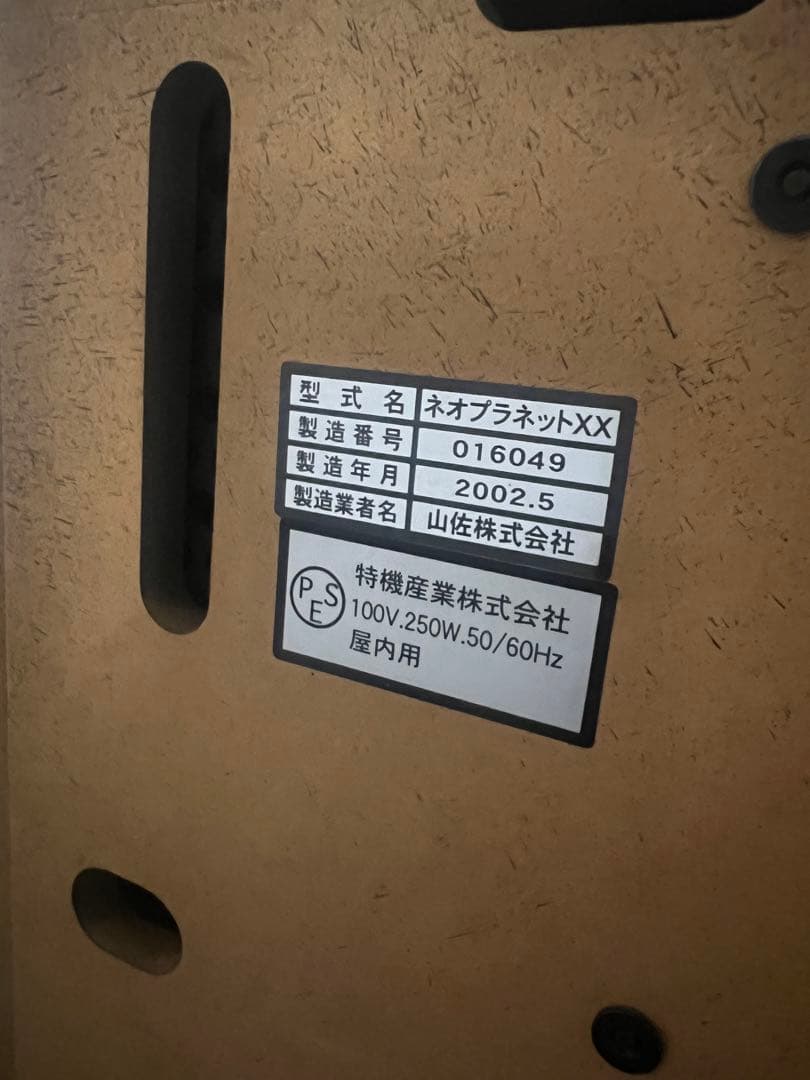 型式名 ネオプラネットXX
製造番号 016049
製造年月 2002.5
製造業者名 山佐株式会社
PSE 特機産業株式会社
100V.250W.50/60Hz
屋内用